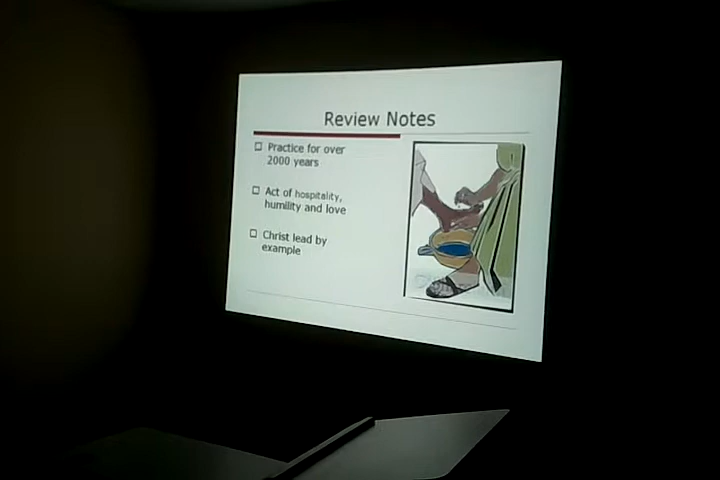 Review Notes
Practice for over
2000 years
Act of hospitality,
humility and love
Christ lead by
example